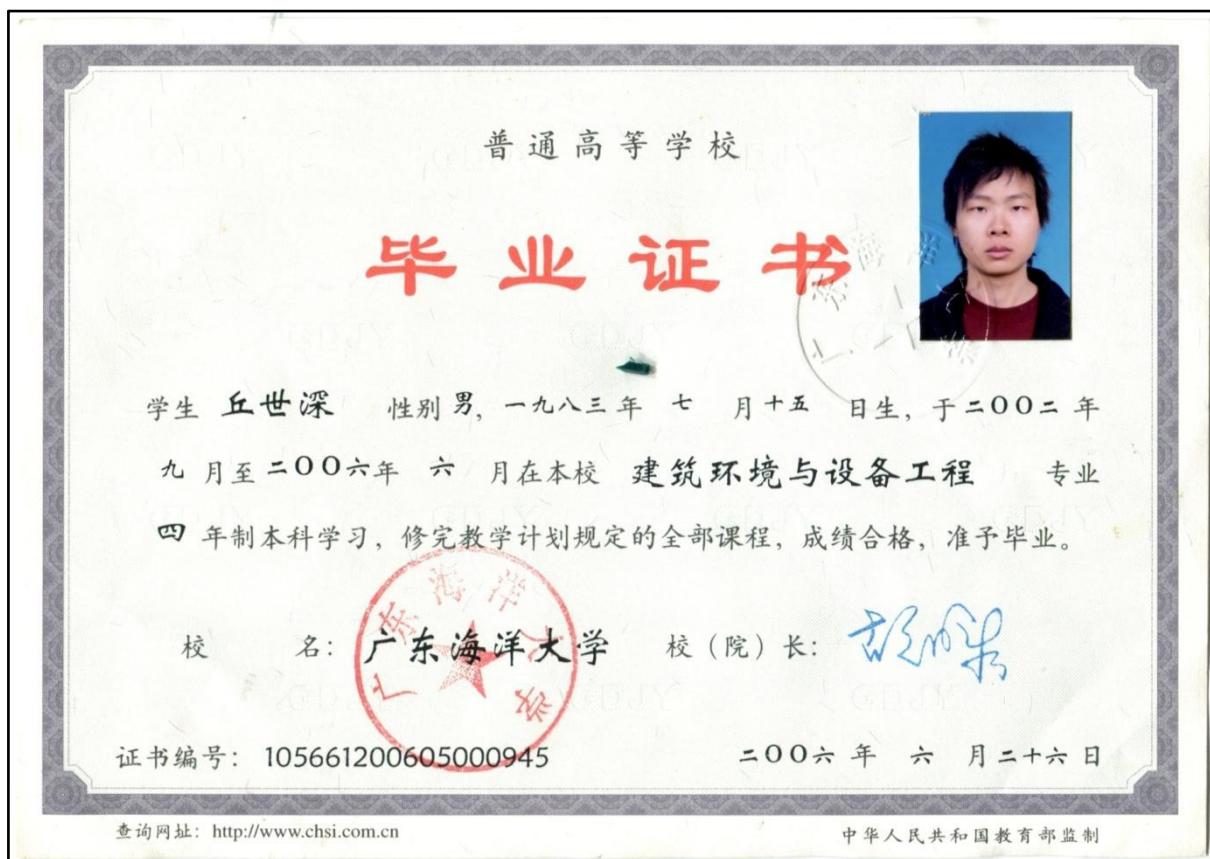 普通高等学校
毕业证书
学生 丘世深 性别 男, 一九八三 年 七 月 十五 日生, 于 二〇〇二 年
九 月至 二〇〇六 年 六 月在本校 建筑环境与设备工程 专业
四 年制本科学习, 修完教学计划规定的全部课程, 成绩合格, 准予毕业。
校 名: 广东海洋大学 校(院)长:
广东海洋大学
证书编号: 105661200605000945 二〇〇六 年 六 月 二十六 日
查询网址: http://www.chsi.com.cn 中华人民共和国教育部监制